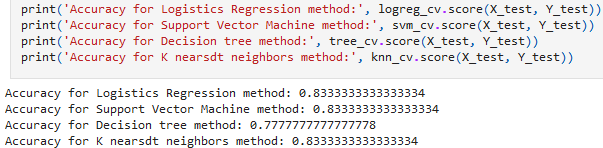 print('Accuracy for Logistics Regression method:', logreg_cv.score(X_test, Y_test))
print('Accuracy for Support Vector Machine method:', svm_cv.score(X_test, Y_test))
print('Accuracy for Decision tree method:', tree_cv.score(X_test, Y_test))
print('Accuracy for K nearsdt neighbors method:', knn_cv.score(X_test, Y_test))
Accuracy for Logistics Regression method: 0.8333333333333334
Accuracy for Support Vector Machine method: 0.8333333333333334
Accuracy for Decision tree method: 0.7777777777777778
Accuracy for K nearsdt neighbors method: 0.8333333333333334